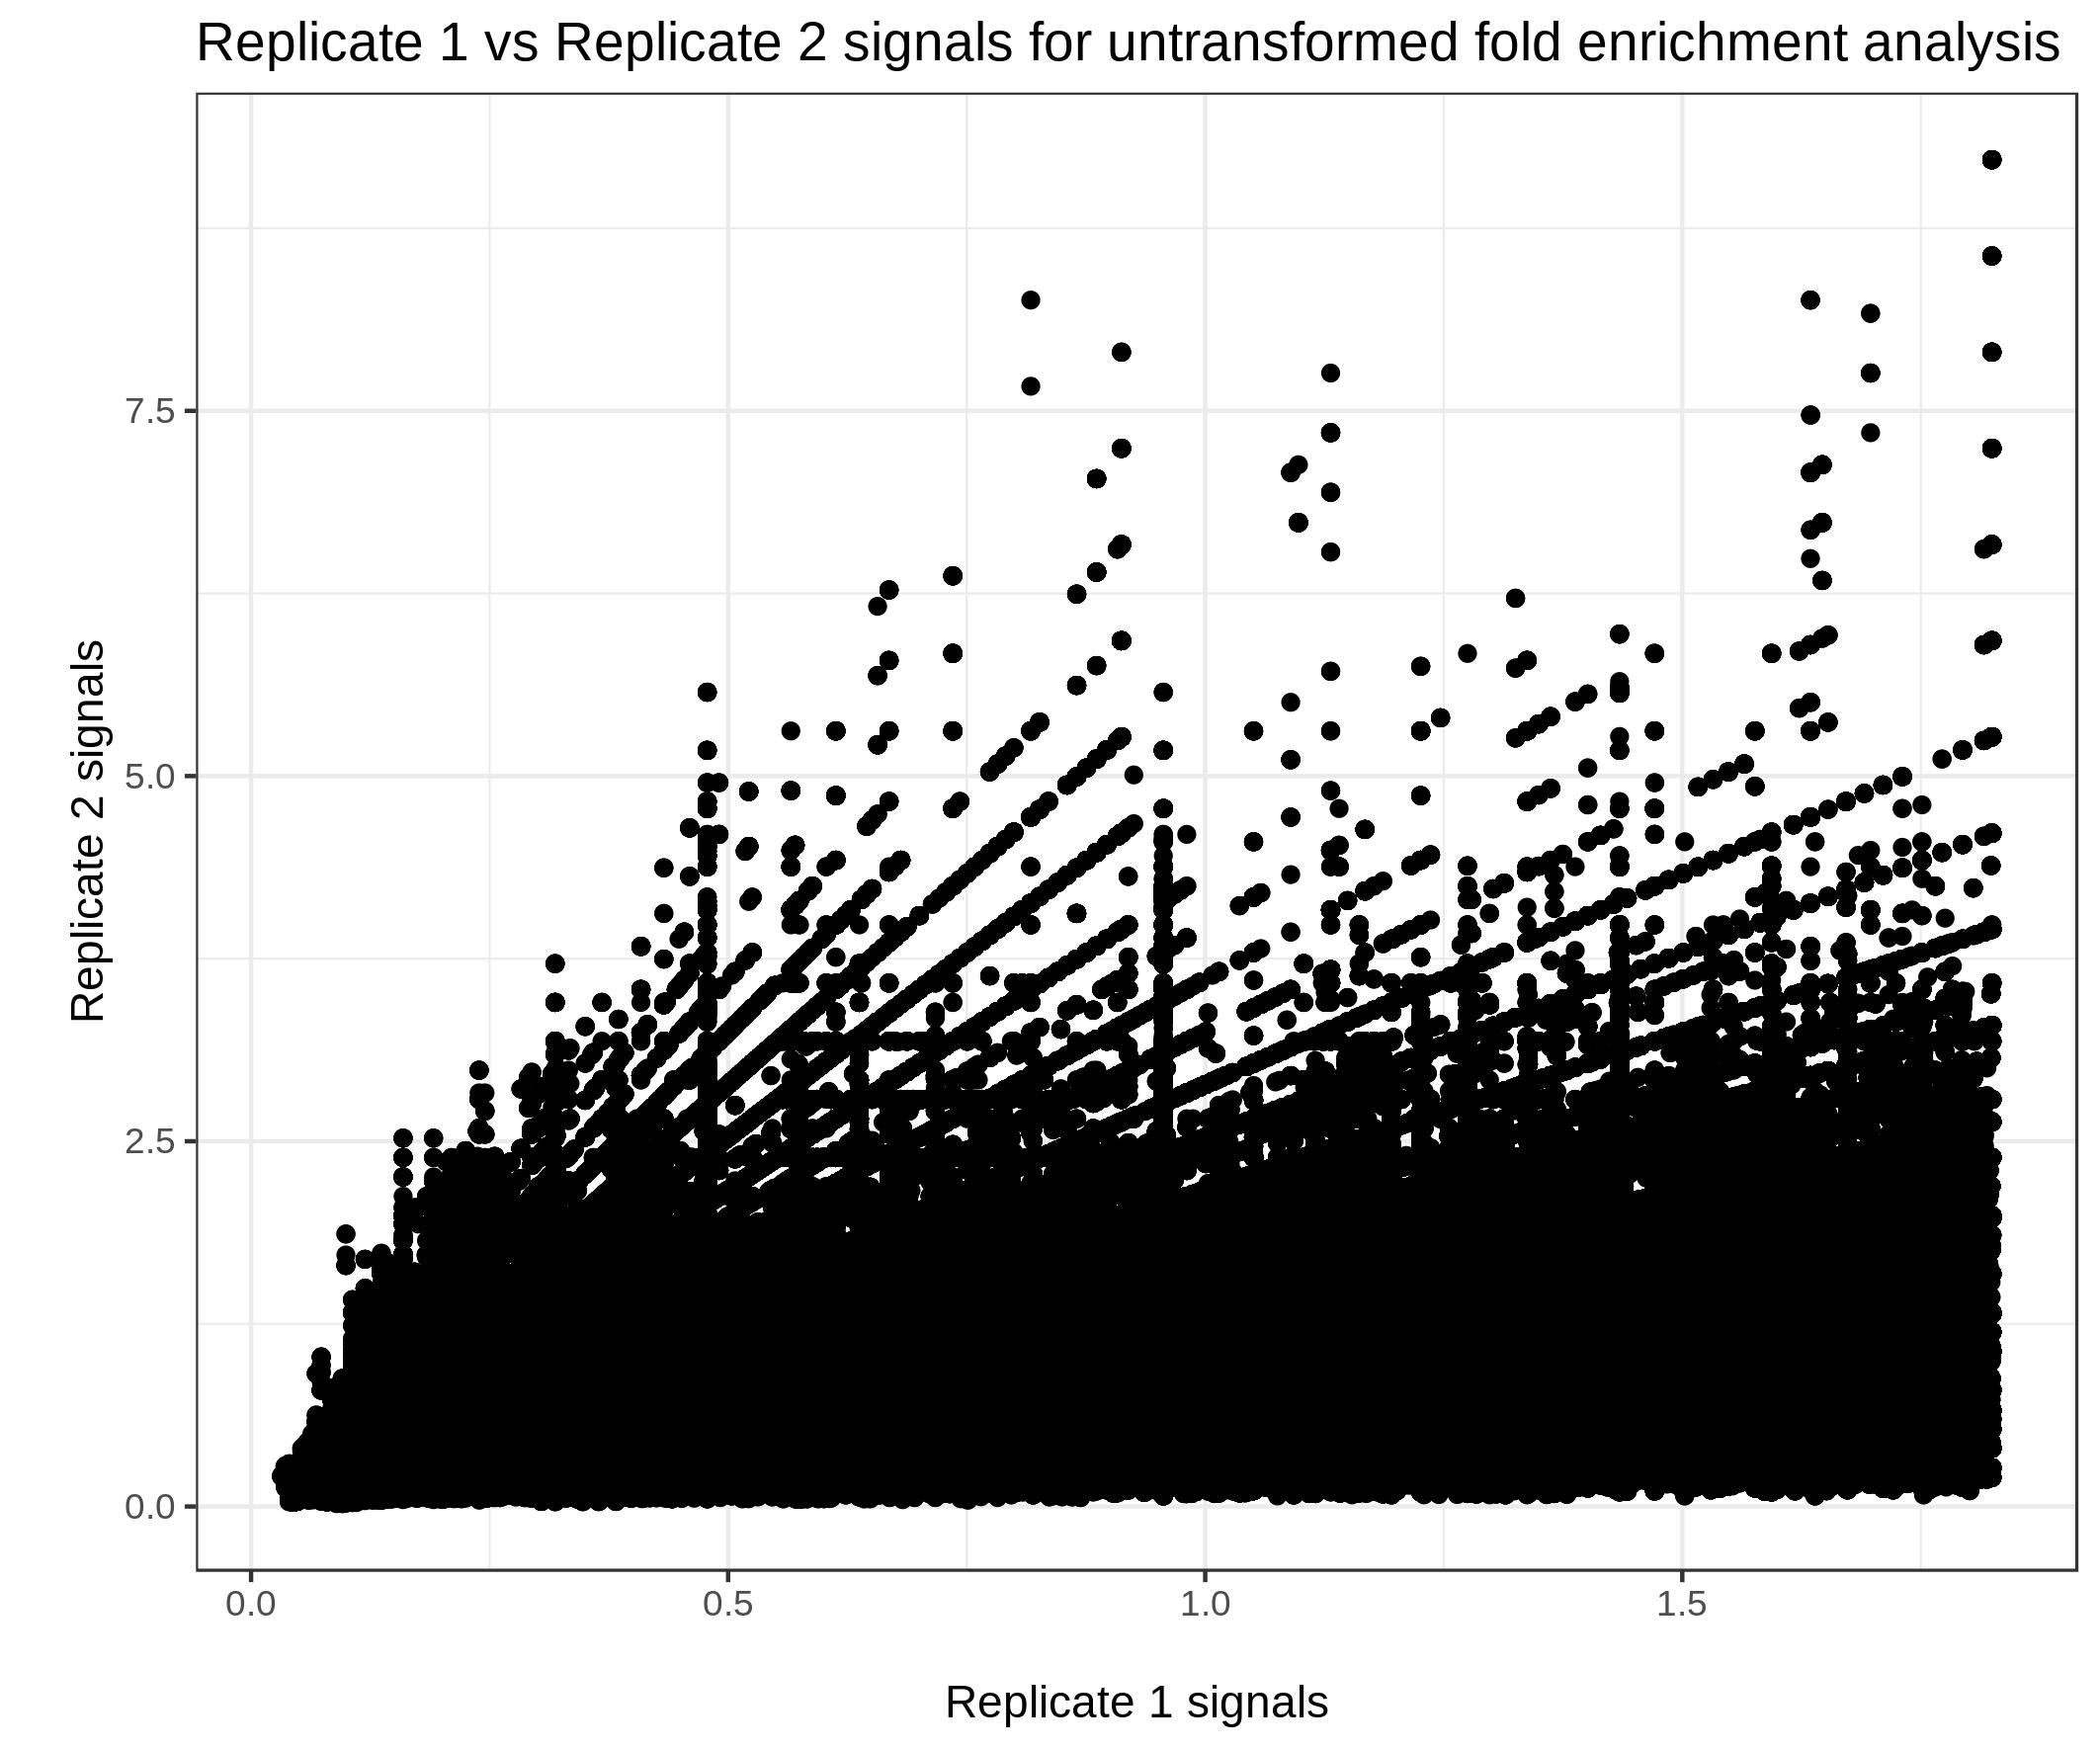 Replicate 1 vs Replicate 2 signals for untransformed fold enrichment analysis
Replicate 2 signals
7.5
5.0
2.5
0.0
0.0 0.5 1.0 1.5
Replicate 1 signals